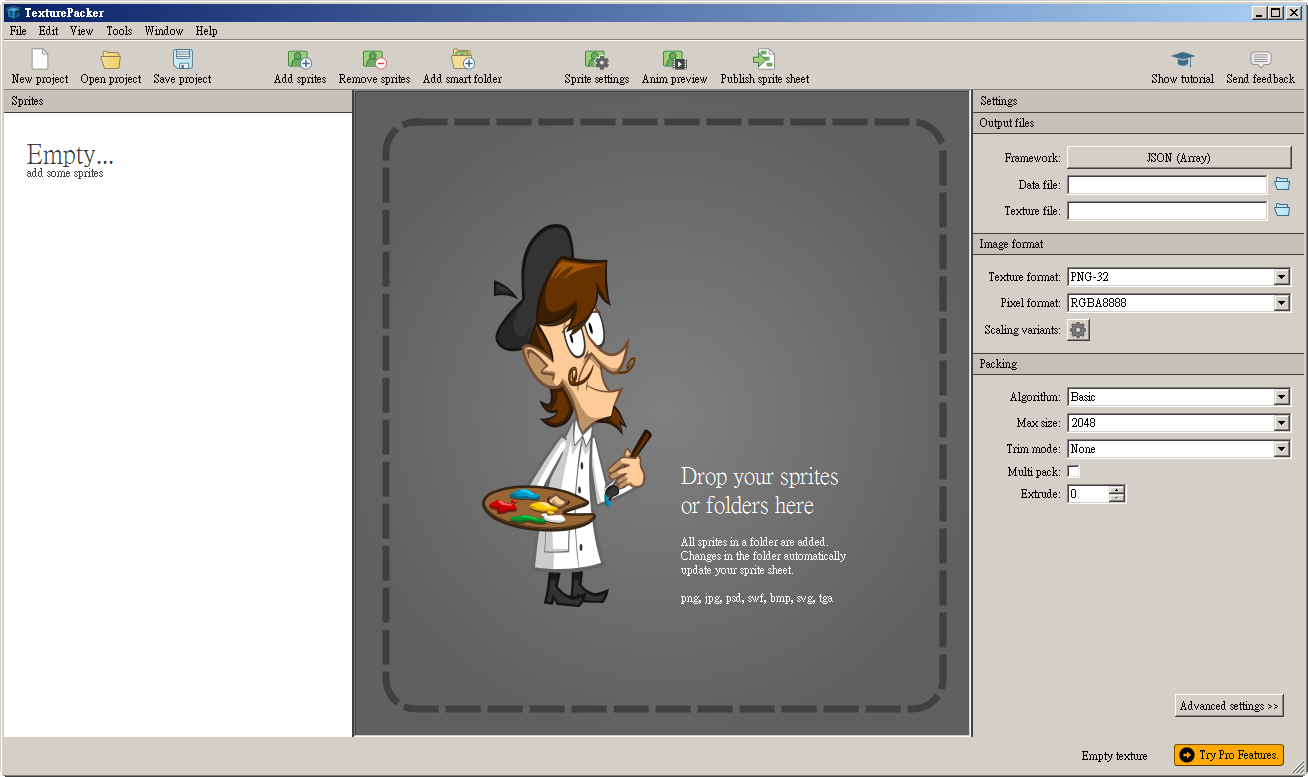 TexturePacker
File Edit View Tools Window Help
New project Open project Save project Add sprites Remove sprites Add smart folder Sprite settings Anim preview Publish sprite sheet Show tutorial Send feedback
Sprites
Empty...
add some sprites
Drop your sprites
or folders here
All sprites in a folder are added.
Changes in the folder automatically
update your sprite sheet.
png, jpg, psd, swf, bmp, svg, tga
Settings
Output files
Framework: JSON (Array)
Data file:
Texture file:
Image format
Texture format: PNG-32
Pixel format: RGBA8888
Scaling variants:
Packing
Algorithm: Basic
Max size: 2048
Trim mode: None
Multi pack:
Extrude: 0
Advanced settings >>
Empty texture Try Pro Features.